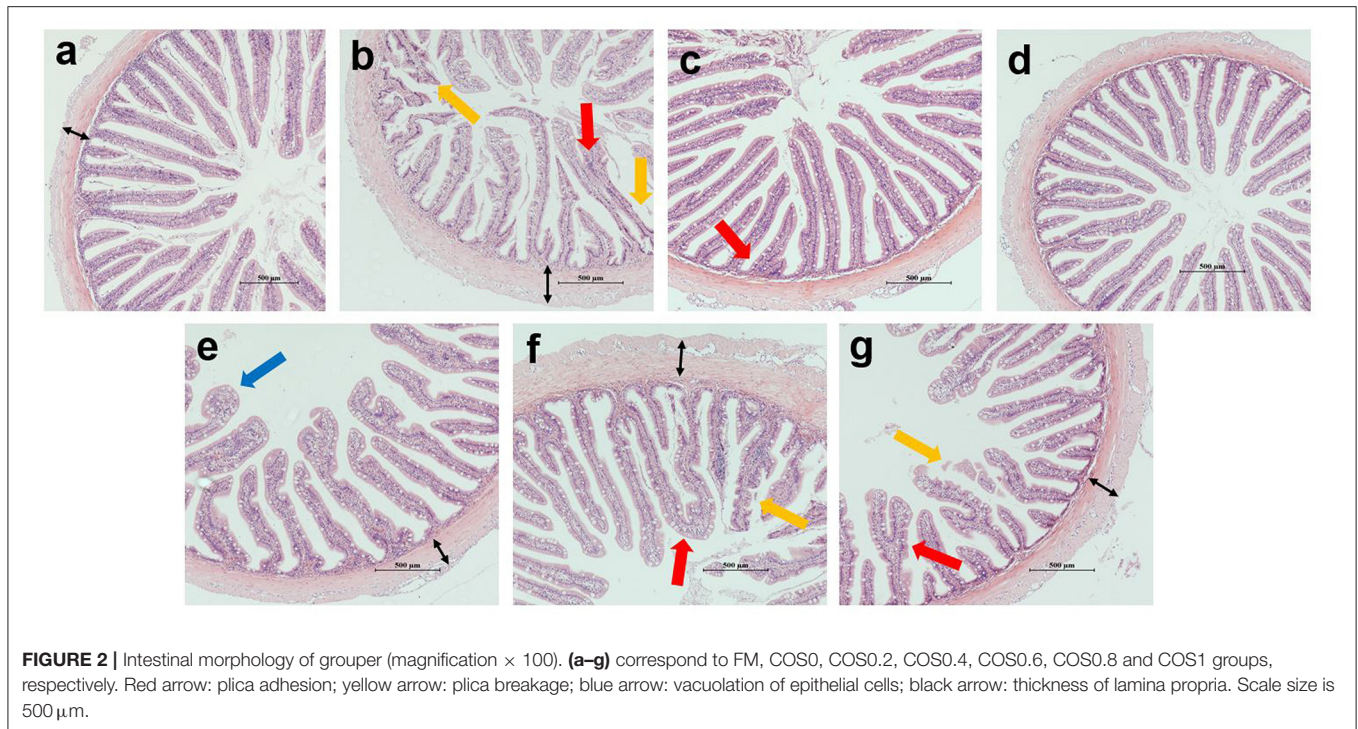 a
b
c
d
500 µm
500 µm
500 µm
500 µm
e
f
g
500 µm
500 µm
500 µm
FIGURE 2 | Intestinal morphology of grouper (magnification × 100). (a–g) correspond to FM, COS0, COS0.2, COS0.4, COS0.6, COS0.8 and COS1 groups,
respectively. Red arrow: plica adhesion; yellow arrow: plica breakage; blue arrow: vacuolation of epithelial cells; black arrow: thickness of lamina propria. Scale size is
500 µm.